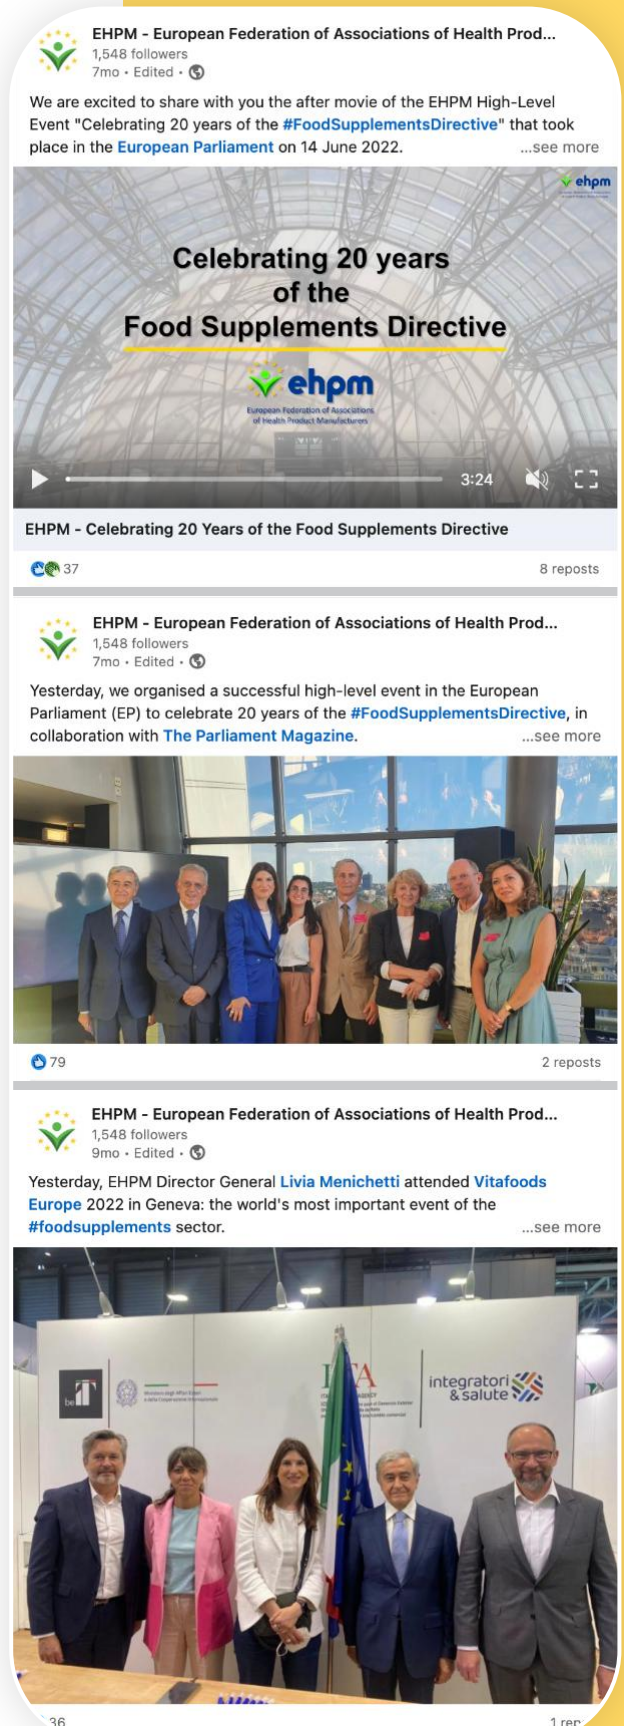 EHPM - European Federation of Associations of Health Prod...
1,548 followers
7mo • Edited •
We are excited to share with you the after movie of the EHPM High-Level
Event "Celebrating 20 years of the #FoodSupplementsDirective" that took
place in the European Parliament on 14 June 2022. ...see more
ehpm
Celebrating 20 years
of the
Food Supplements Directive
ehpm
European Federation of Associations
of Health Product Manufacturers
3:24
EHPM - Celebrating 20 Years of the Food Supplements Directive
37 8 reposts
EHPM - European Federation of Associations of Health Prod...
1,548 followers
7mo • Edited •
Yesterday, we organised a successful high-level event in the European
Parliament (EP) to celebrate 20 years of the #FoodSupplementsDirective, in
collaboration with The Parliament Magazine. ...see more
79 2 reposts
EHPM - European Federation of Associations of Health Prod...
1,548 followers
9mo • Edited •
Yesterday, EHPM Director General Livia Menichetti attended Vitafoods
Europe 2022 in Geneva: the world's most important event of the
#foodsupplements sector. ...see more
be IT
integratori
& salute
36 1